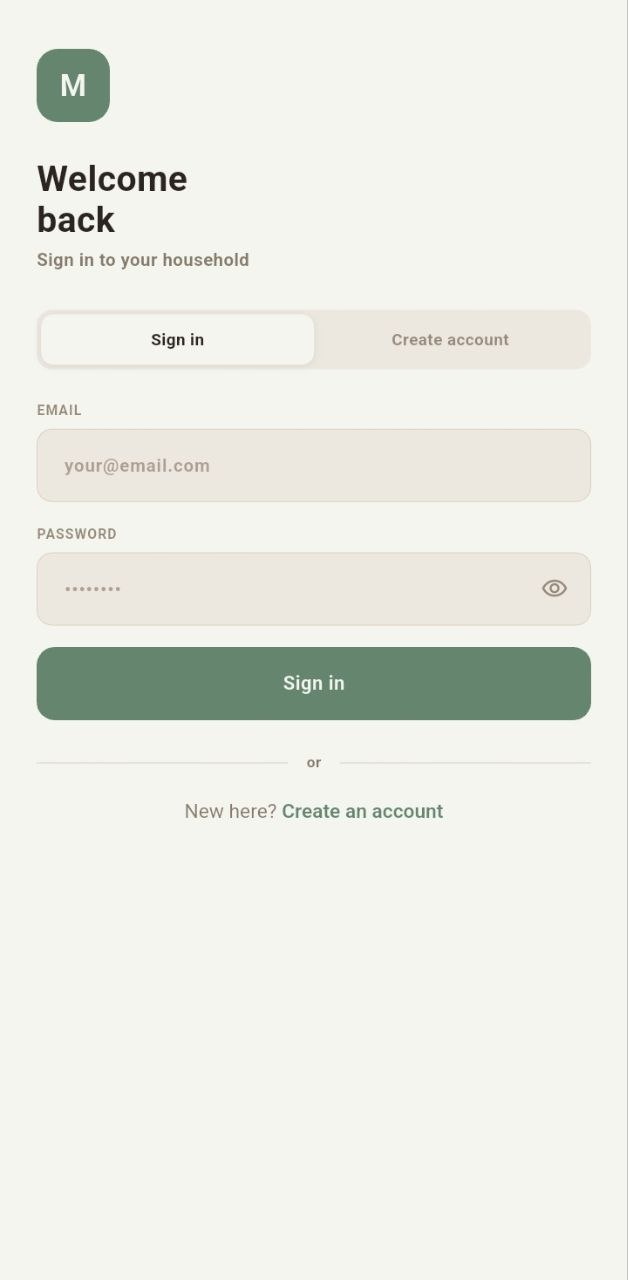 M
Welcome
back
Sign in to your household
Sign in
Create account
EMAIL
your@email.com
PASSWORD
••••••••
Sign in
or
New here? Create an account